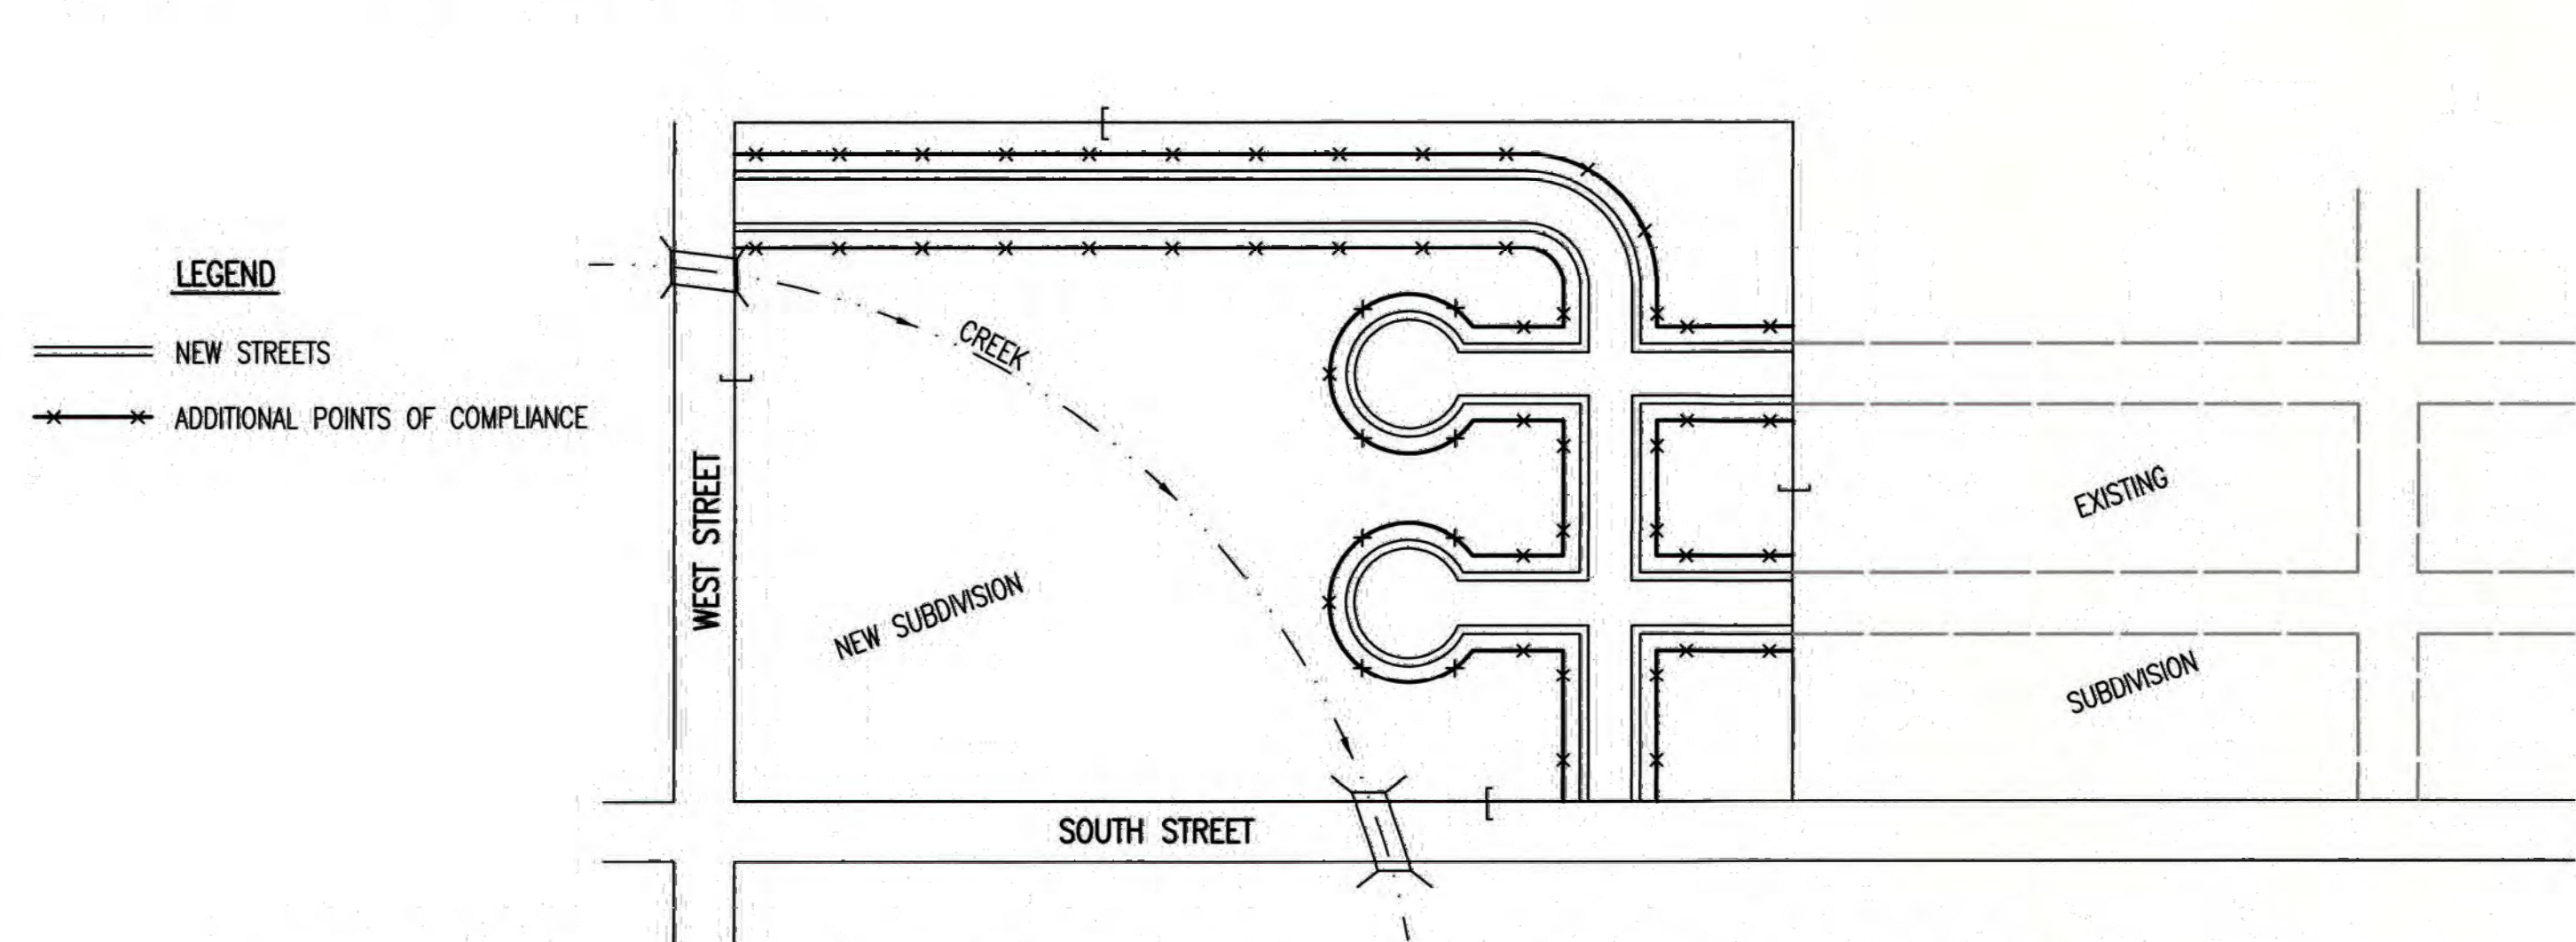 LEGEND
NEW STREETS
ADDITIONAL POINTS OF COMPLIANCE
CREEK
WEST STREET
NEW SUBDIVISION
SOUTH STREET
EXISTING
SUBDIVISION